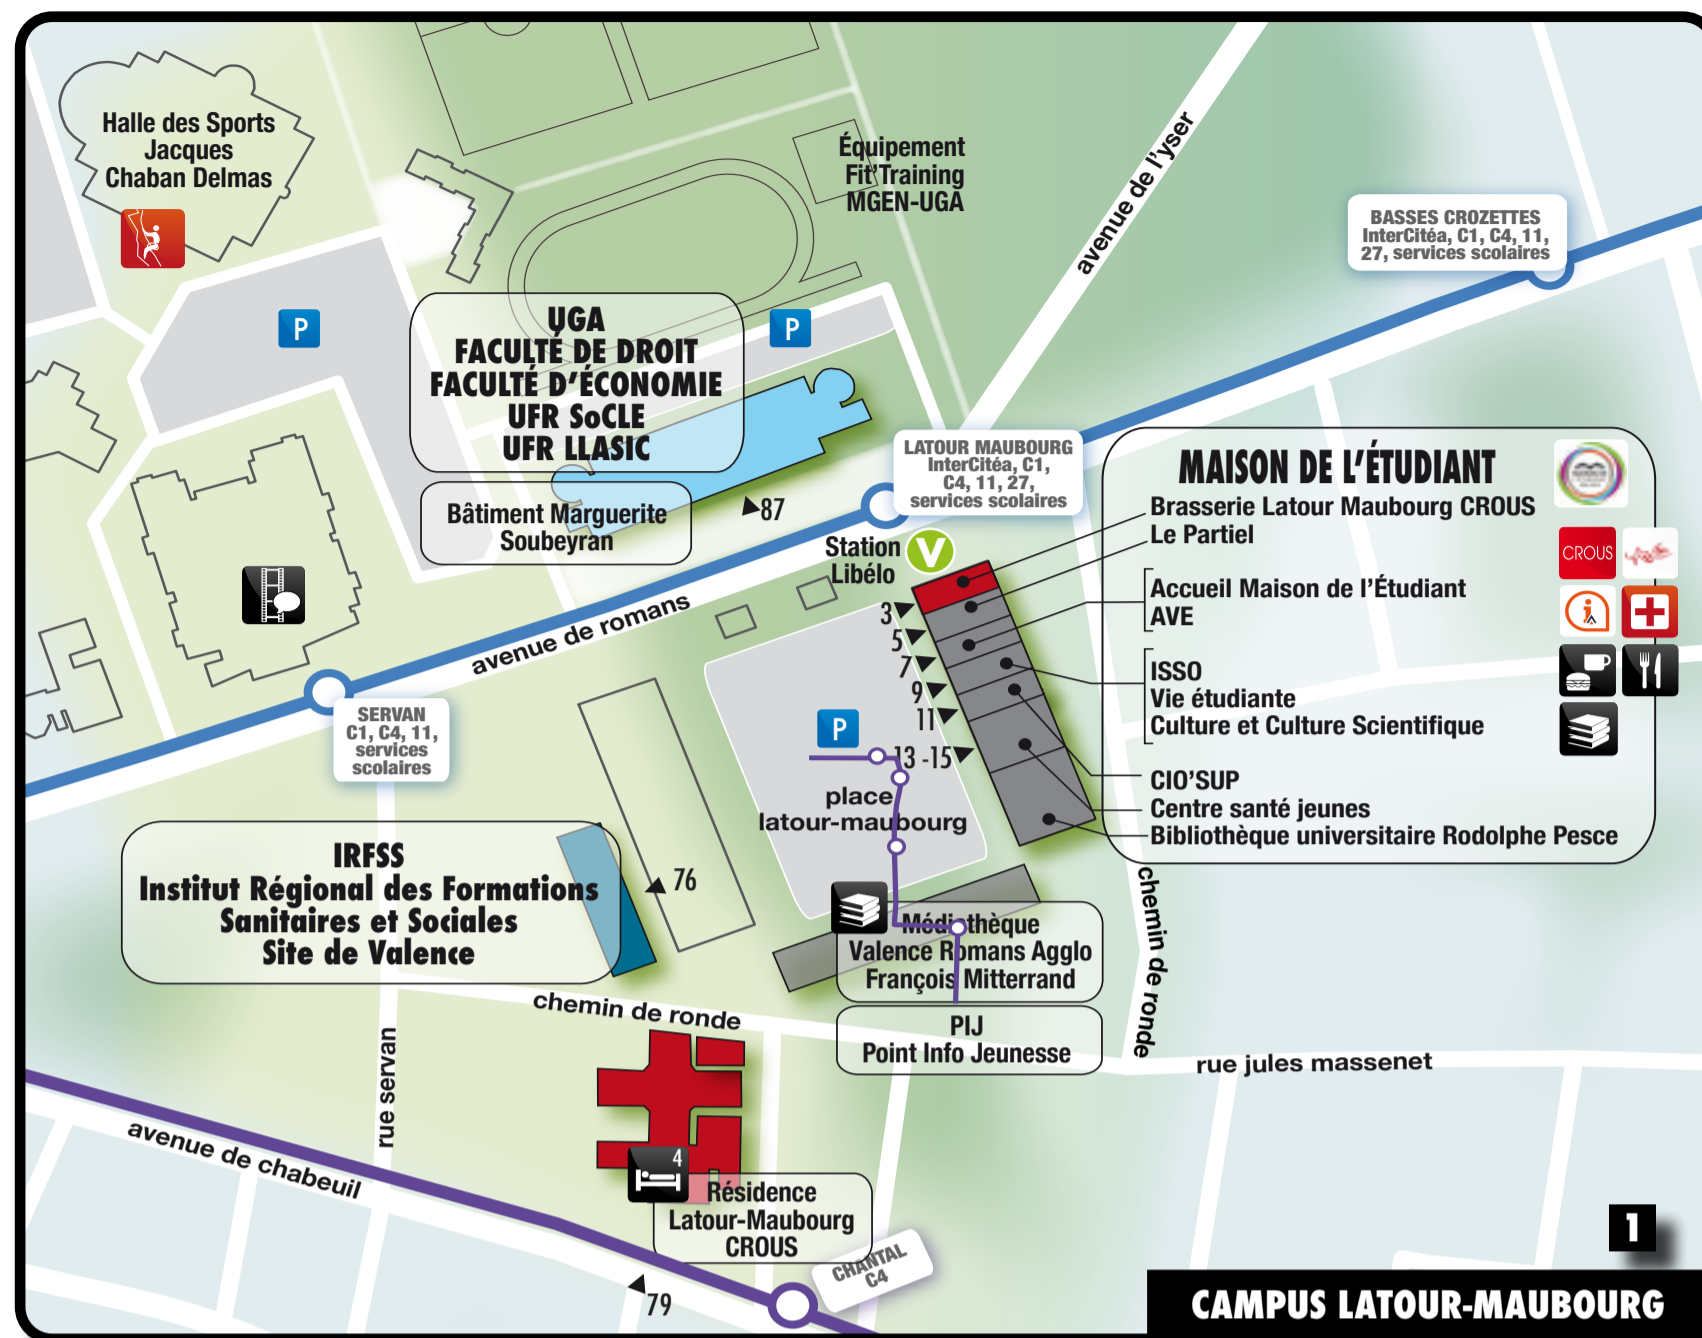 Halle des Sports
Jacques
Chaban Delmas
Équipement
Fit'Training
MGEN-UGA
avenue de l'yser
BASSES CROZETTES
InterCitéa, C1, C4, 11,
27, services scolaires
P
P
UGA
FACULTÉ DE DROIT
FACULTÉ D'ÉCONOMIE
UFR SoCLE
UFR LLASIC
Bâtiment Marguerite
Soubeyran
87
LATOUR MAUBOURG
InterCitéa, C1,
C4, 11, 27,
services scolaires
Station
Libélo
V
MAISON DE L'ÉTUDIANT
Brasserie Latour Maubourg CROUS
Le Partiel
Accueil Maison de l'Étudiant
AVE
ISSO
Vie étudiante
Culture et Culture Scientifique
CIO'SUP
Centre santé jeunes
Bibliothèque universitaire Rodolphe Pesce
CROUS
3
5
7
9
11
13 -15
avenue de romans
SERVAN
C1, C4, 11,
services
scolaires
P
place
latour-maubourg
IRFSS
Institut Régional des Formations
Sanitaires et Sociales
Site de Valence
76
Médiathèque
Valence Romans Agglo
François Mitterrand
PIJ
Point Info Jeunesse
chemin de ronde
chemin de ronde
rue jules massenet
rue servan
avenue de chabeuil
4
Résidence
Latour-Maubourg
CROUS
CHANTAL
C4
79
1
CAMPUS LATOUR-MAUBOURG